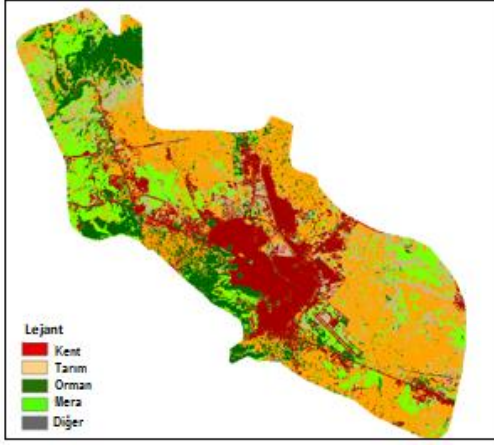 Lejant
Kent
Tarım
Orman
Mera
Diğer